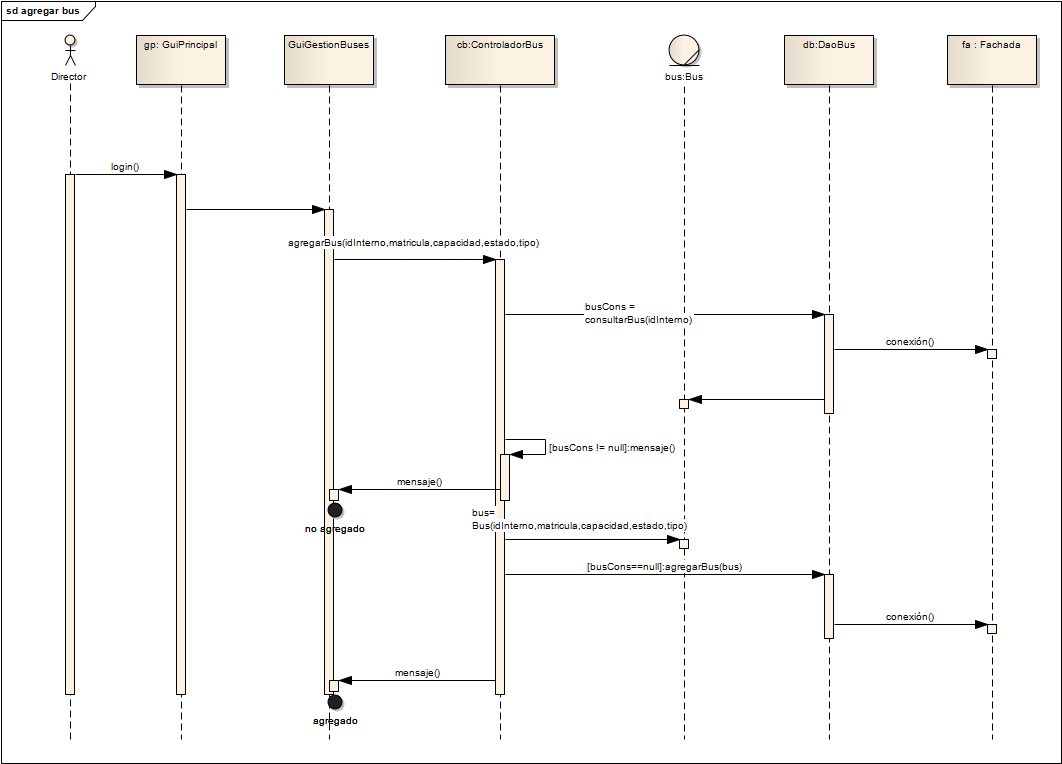 sd agregar bus
Director
gp: GuiPrincipal
GuiGestionBuses
cb:ControladorBus
bus:Bus
db:DaoBus
fa : Fachada
login()
agregarBus(idInterno,matricula,capacidad,estado,tipo)
busCons =
consultarBus(idInterno)
conexión()
[busCons != null]:mensaje()
mensaje()
no agregado
bus=
Bus(idInterno,matricula,capacidad,estado,tipo)
[busCons==null]:agregarBus(bus)
conexión()
mensaje()
agregado